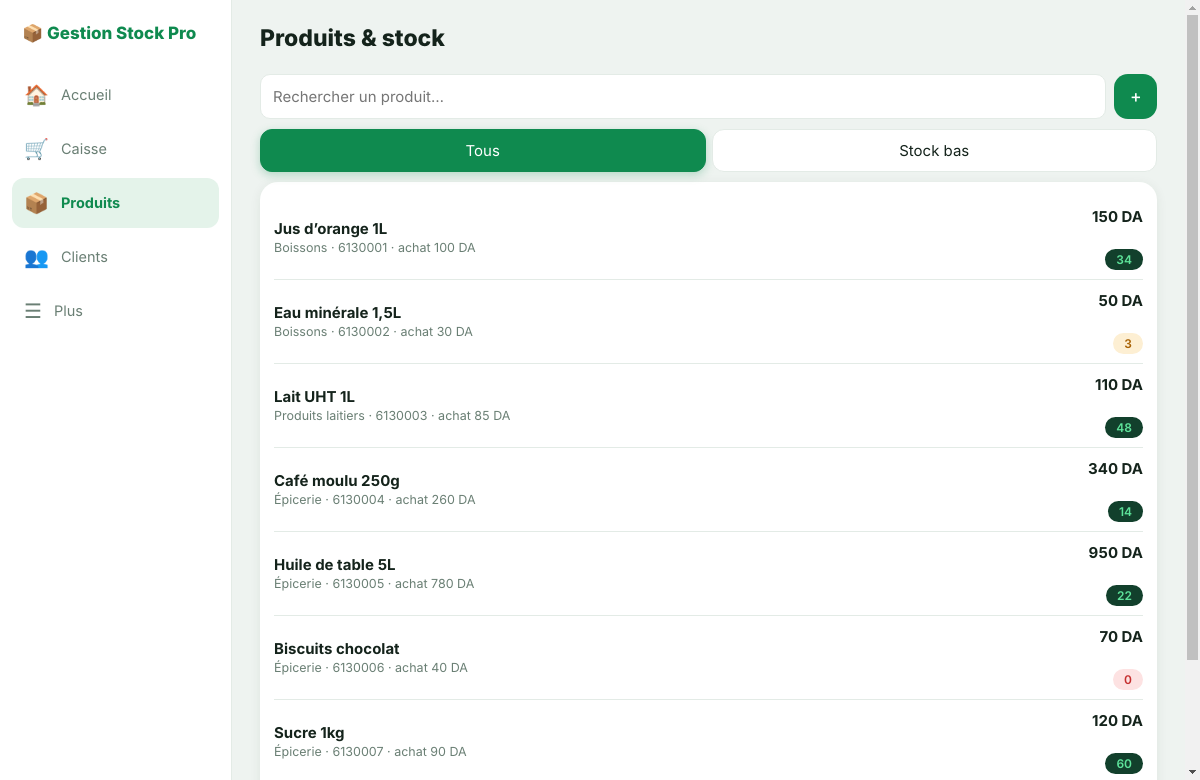 Gestion Stock Pro
Accueil
Caisse
Produits
Clients
Plus
Produits & stock
Rechercher un produit...
+
Tous
Stock bas
Jus d’orange 1L
Boissons · 6130001 · achat 100 DA
150 DA
34
Eau minérale 1,5L
Boissons · 6130002 · achat 30 DA
50 DA
3
Lait UHT 1L
Produits laitiers · 6130003 · achat 85 DA
110 DA
48
Café moulu 250g
Épicerie · 6130004 · achat 260 DA
340 DA
14
Huile de table 5L
Épicerie · 6130005 · achat 780 DA
950 DA
22
Biscuits chocolat
Épicerie · 6130006 · achat 40 DA
70 DA
0
Sucre 1kg
Épicerie · 6130007 · achat 90 DA
120 DA
60